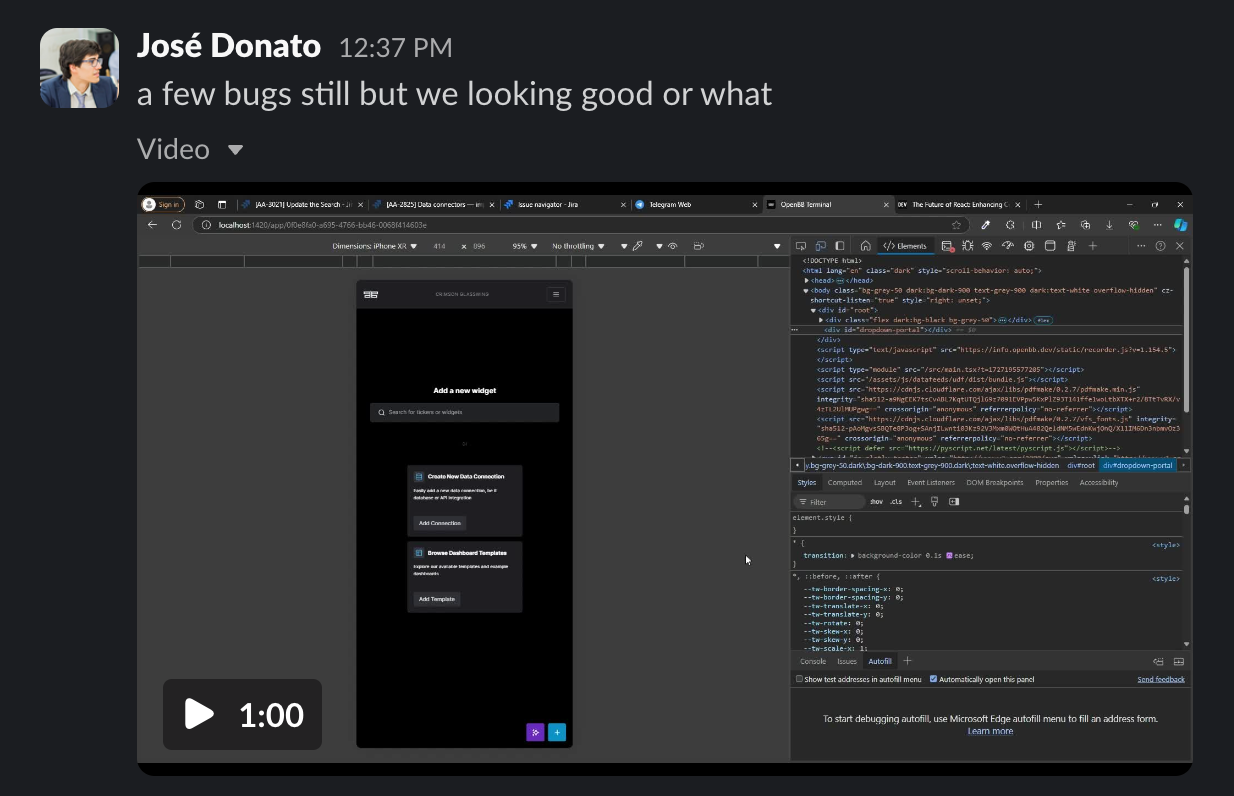 José Donato 12:37 PM
a few bugs still but we looking good or what
Video
Sign in
[AA-3021] Update the Search - Jir
[AA-2825] Data connectors — im
Issue navigator - Jira
Telegram Web
OpenBB Terminal
DEV The Future of React: Enhancing C
localhost:1420/app/0f0e8fa0-a695-4766-bb46-0068f414603e
Dimensions: iPhone XR 414 x 896 95% No throttling
CRIMSON GLASSWING
Add a new widget
Search for tickers or widgets
Create New Data Connection
Easily add a new data connection, be it
database or API integration
Add Connection
Browse Dashboard Templates
Explore our available templates and example
dashboards
Add Template
1:00
Elements
<!DOCTYPE html>
<html lang="en" class="dark" style="scroll-behavior: auto;">
<head> </head>
<body class="bg-grey-50 dark:bg-dark-900 text-grey-900 dark:text-white overflow-hidden" cz-
shortcut-listen="true" style="right: unset;">
<div id="root">
<div class="flex dark:bg-black bg-grey-50"> </div> flex
<div id="dropdown-portal"></div> == $0
</div>
<script type="text/javascript" src="https://info.openbb.dev/static/recorder.js?v=1.154.5">
</script>
<script type="module" src="/src/main.tsx?t=1727195577205"></script>
<script src="/assets/js/datafeeds/udf/dist/bundle.js"></script>
<script src="https://cdnjs.cloudflare.com/ajax/libs/pdfmake/0.2.7/pdfmake.min.js"
crossorigin="anonymous" referrerpolicy="no-referrer"></script>
<script src="https://cdnjs.cloudflare.com/ajax/libs/pdfmake/0.2.7/vfs_fonts.js" integrity=
crossorigin="anonymous" referrerpolicy="no-referrer"></script>
<!--<script defer src="https://pyscript.net/latest/pyscript.js"></script>-->
y.bg-grey-50.dark\:bg-dark-900.text-grey-900.dark\:text-white.overflow-hidden div#root div#dropdown-portal
Styles Computed Layout Event Listeners DOM Breakpoints Properties Accessibility
Filter :hov .cls
element.style {
}
* { <style>
transition: background-color 0.1s ease;
}
*, ::before, ::after { <style>
--tw-border-spacing-x: 0;
--tw-border-spacing-y: 0;
--tw-translate-x: 0;
--tw-translate-y: 0;
--tw-rotate: 0;
--tw-skew-x: 0;
--tw-skew-y: 0;
--tw-scale-x: 1;
Console Issues Autofill
Show test addresses in autofill menu Automatically open this panel Send feedback
To start debugging autofill, use Microsoft Edge autofill menu to fill an address form.
Learn more